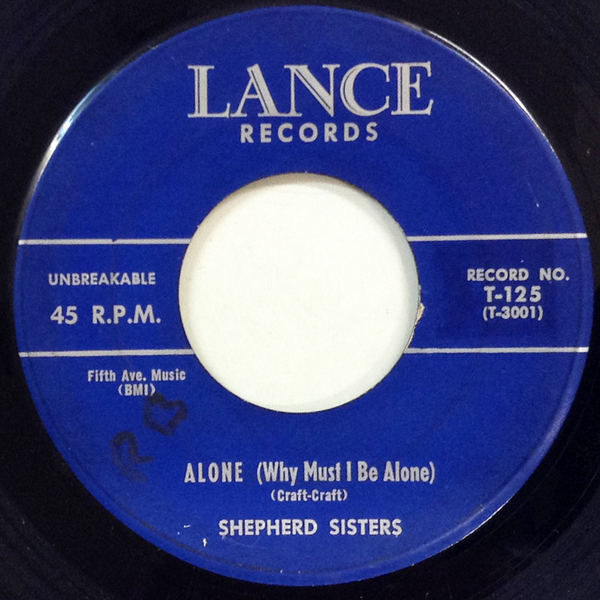 LANCE
RECORDS
UNBREAKABLE
45 R.P.M.
RECORD NO.
T-125
(T-3001)
Fifth Ave. Music
(BMI)
RB
ALONE (Why Must I Be Alone)
(Craft-Craft)
SHEPHERD SISTERS